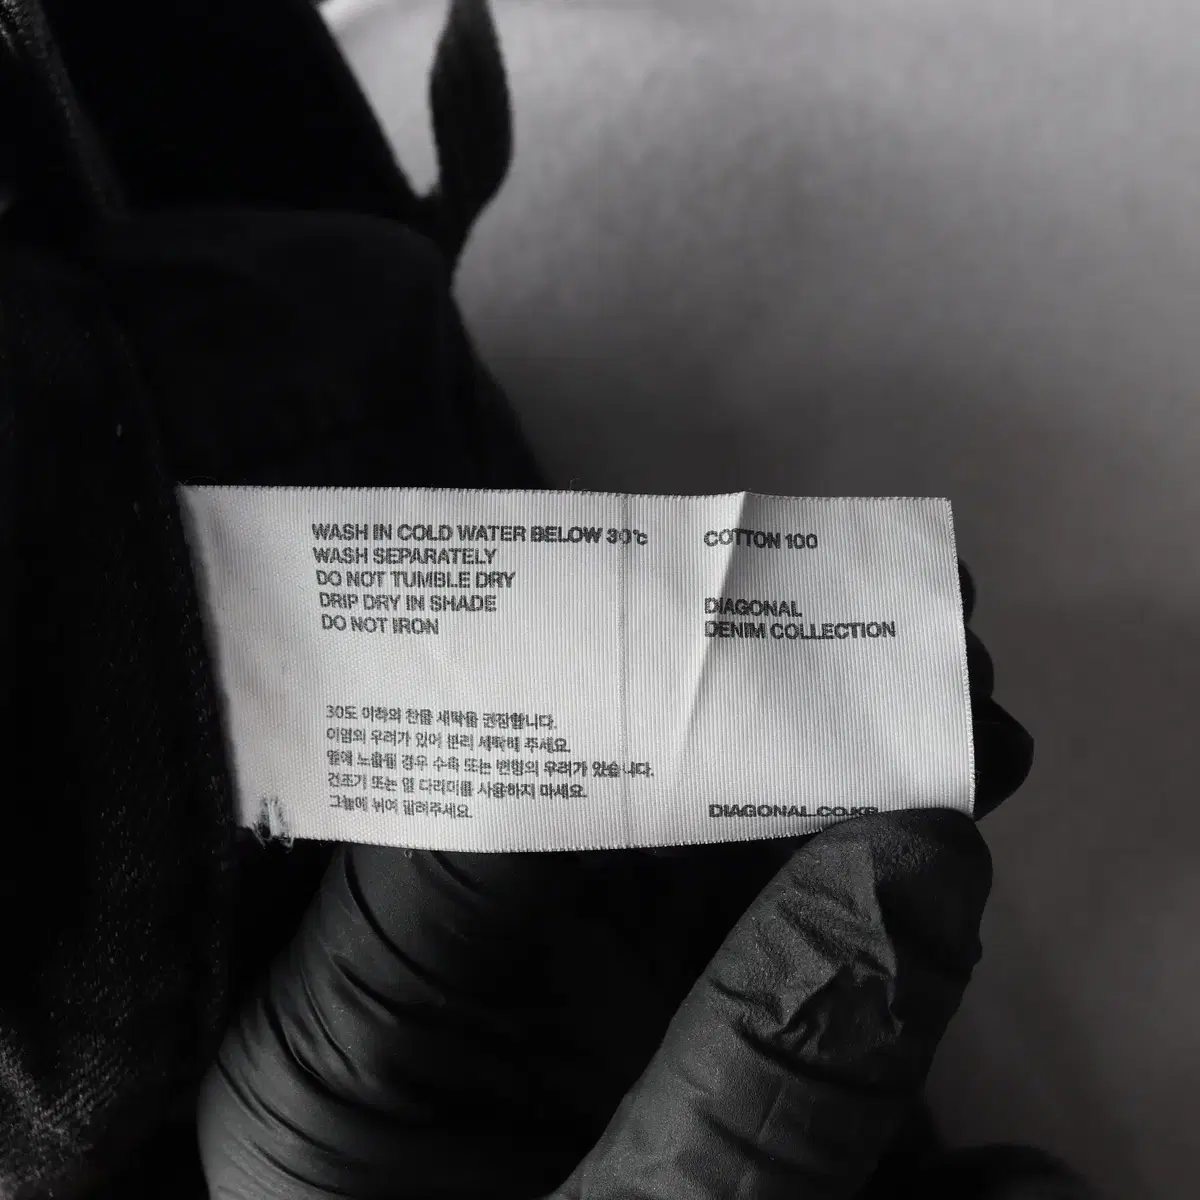 WASH IN COLD WATER BELOW 30℃
WASH SEPARATELY
DO NOT TUMBLE DRY
DRIP DRY IN SHADE
DO NOT IRON
30도 이하의 찬물 세탁을 권장합니다.
이염의 우려가 있어 분리 세탁해 주세요.
열에 노출될 경우 수축 또는 변형의 우려가 있습니다.
건조기 또는 열 다리미를 사용하지 마세요.
그늘에 뉘여 말려주세요.
COTTON 100
DIAGONAL
DENIM COLLECTION
DIAGONAL.CO.KR